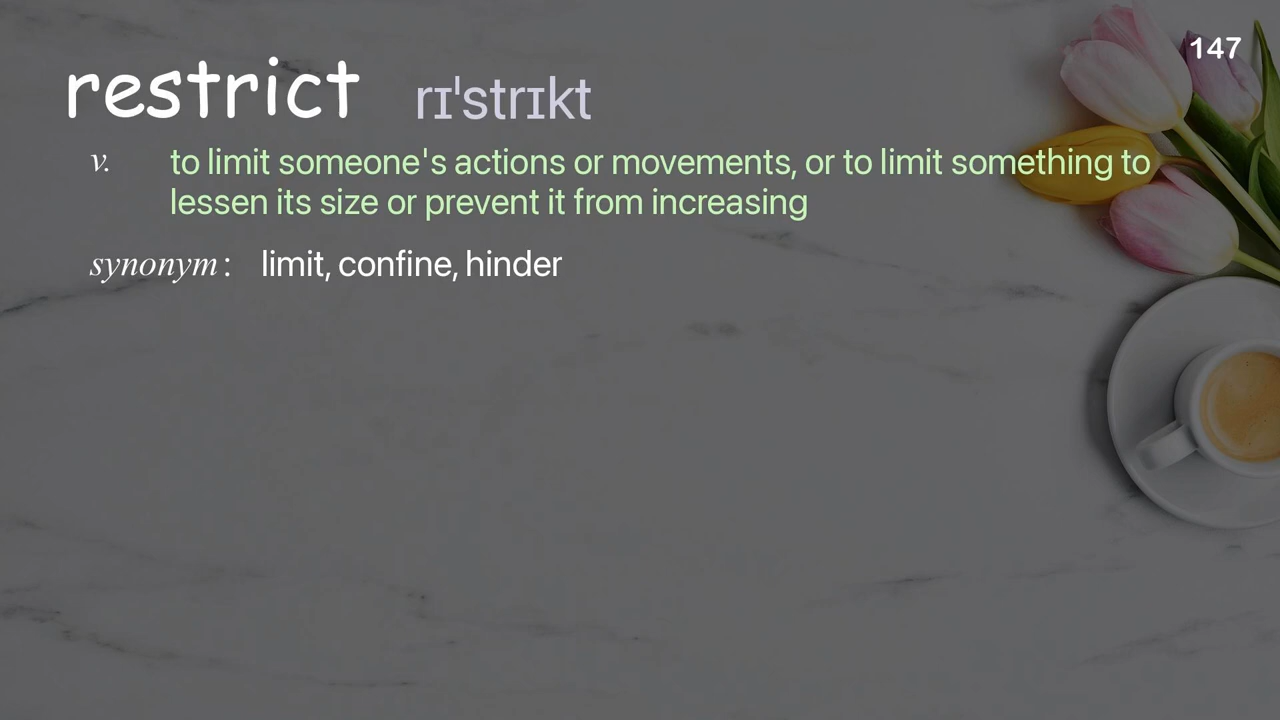 147
restrict rɪˈstrɪkt
v. to limit someone's actions or movements, or to limit something to
lessen its size or prevent it from increasing
synonym : limit, confine, hinder